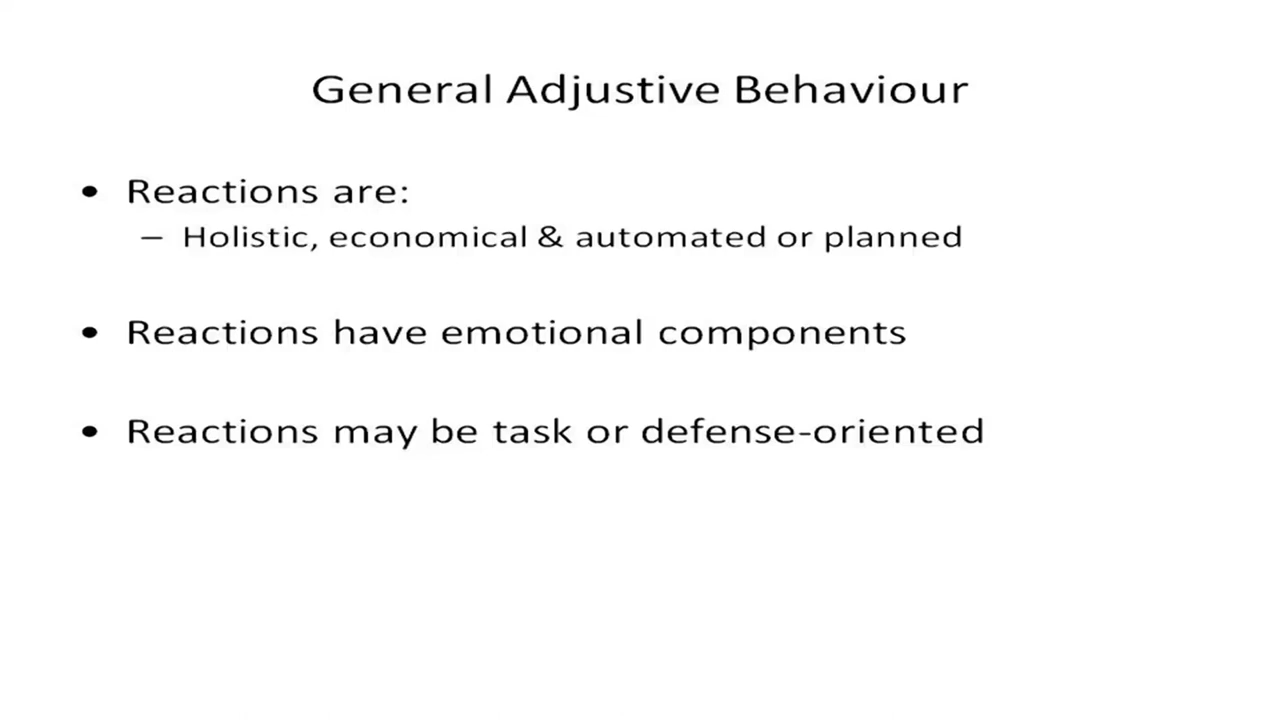 General Adjustive Behaviour
• Reactions are:
– Holistic, economical & automated or planned
• Reactions have emotional components
• Reactions may be task or defense-oriented